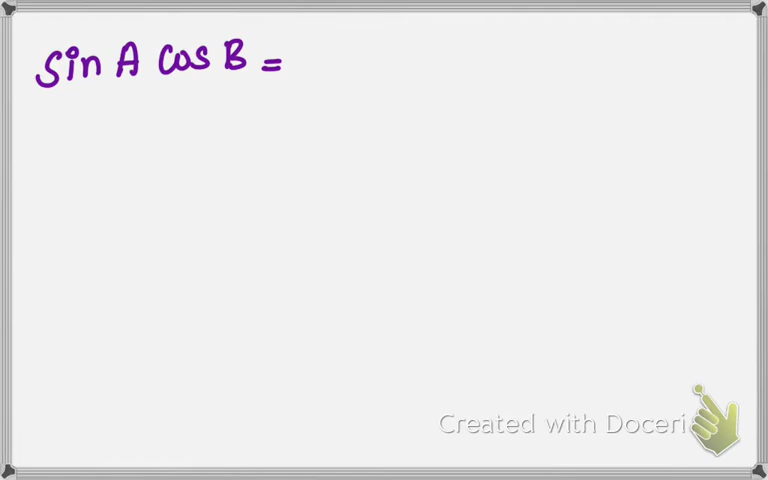 Sin A Cos B =
Created with Doceri